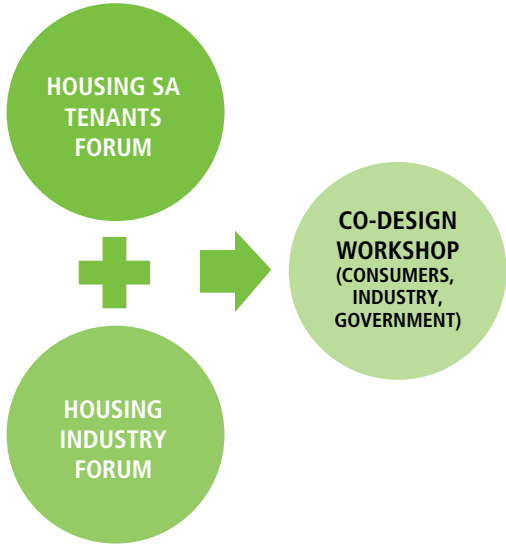 HOUSING SA
TENANTS
FORUM
CO-DESIGN
WORKSHOP
(CONSUMERS,
INDUSTRY,
GOVERNMENT)
HOUSING
INDUSTRY
FORUM